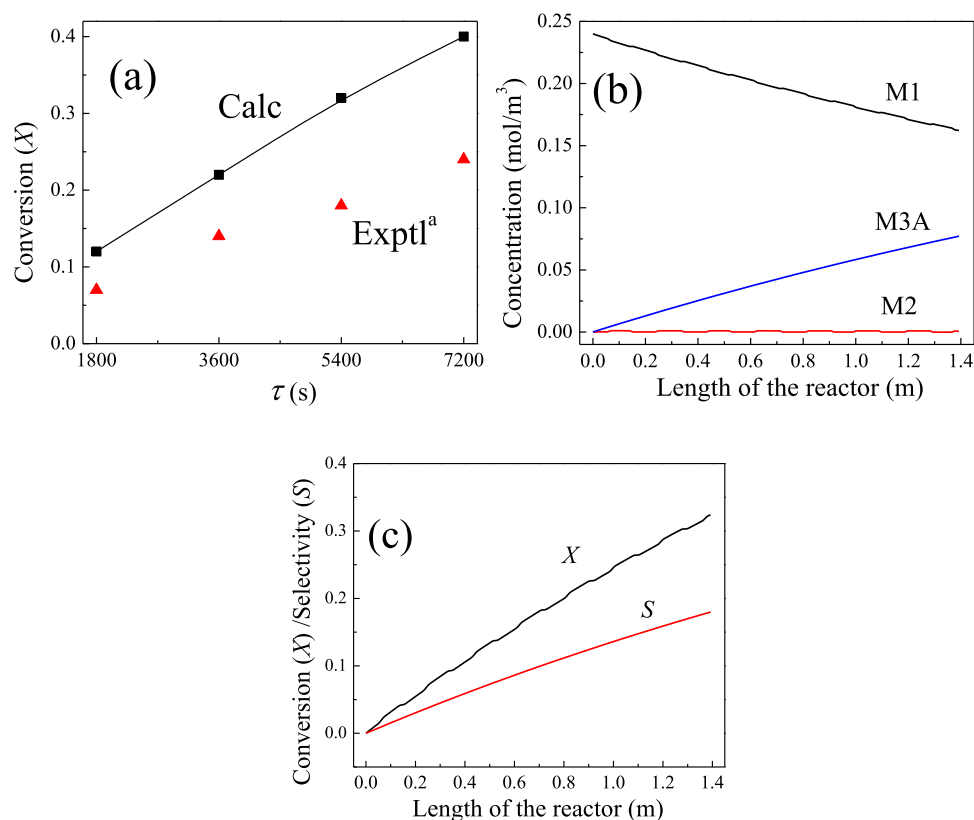 (a)
Calc
Exptlᵃ
Conversion (X)
0.4
0.3
0.2
0.1
0.0
1800 3600 5400 7200
τ (s)
(b)
M1
M3A
M2
Concentration (mol/m³)
0.25
0.20
0.15
0.10
0.05
0.00
0.0 0.2 0.4 0.6 0.8 1.0 1.2 1.4
Length of the reactor (m)
(c)
X
S
Conversion (X) /Selectivity (S)
0.4
0.3
0.2
0.1
0.0
0.0 0.2 0.4 0.6 0.8 1.0 1.2 1.4
Length of the reactor (m)